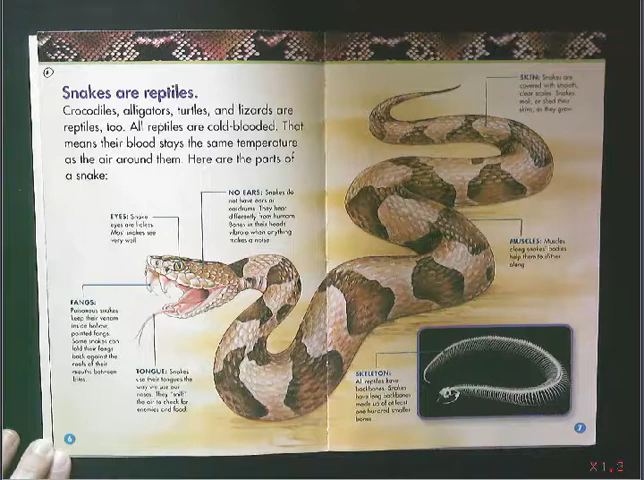 Snakes are reptiles.
Crocodiles, alligators, turtles, and lizards are
reptiles, too. All reptiles are cold-blooded. That
means their blood stays the same temperature
as the air around them. Here are the parts of
a snake:
EYES: Snake
eyes are lidless.
Most snakes see
very well
NO EARS: Snakes do
not have ears or
eardrums. They hear
differently from humans
Bones in their heads
vibrate when anything
makes a noise
FANGS:
Poisonous snakes
keep their venom
inside hollow,
pointed fangs.
Some snakes can
fold their fangs
back against the
roofs of their
mouths between
bites.
TONGUE: Snakes
use their tongues the
way we use our
noses. They "sniff"
the air to check for
enemies and food
6
SKIN: Snakes are
covered with smooth,
clear scales. Snakes
molt, or shed their
skins, as they grow
MUSCLES: Muscles
along snakes' bodies
help them to slither
along
SKELETON:
All reptiles have
backbones. Snakes
have long backbones
made up of at least
one hundred smaller
bones
7
X1.3